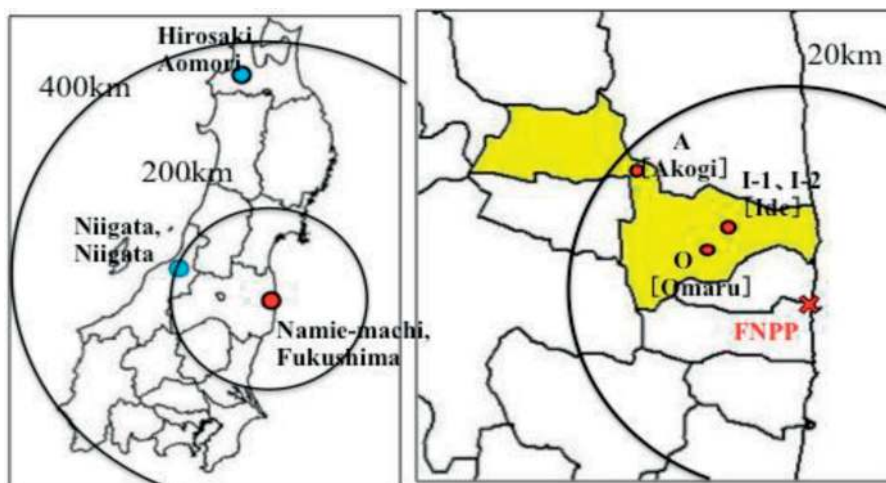 Hirosaki
Aomori
400km
200km
Niigata,
Niigata
Namie-machi,
Fukushima
20km
A
[Akogi]
I-1、I-2
[Ide]
O
[Omaru]
FNPP